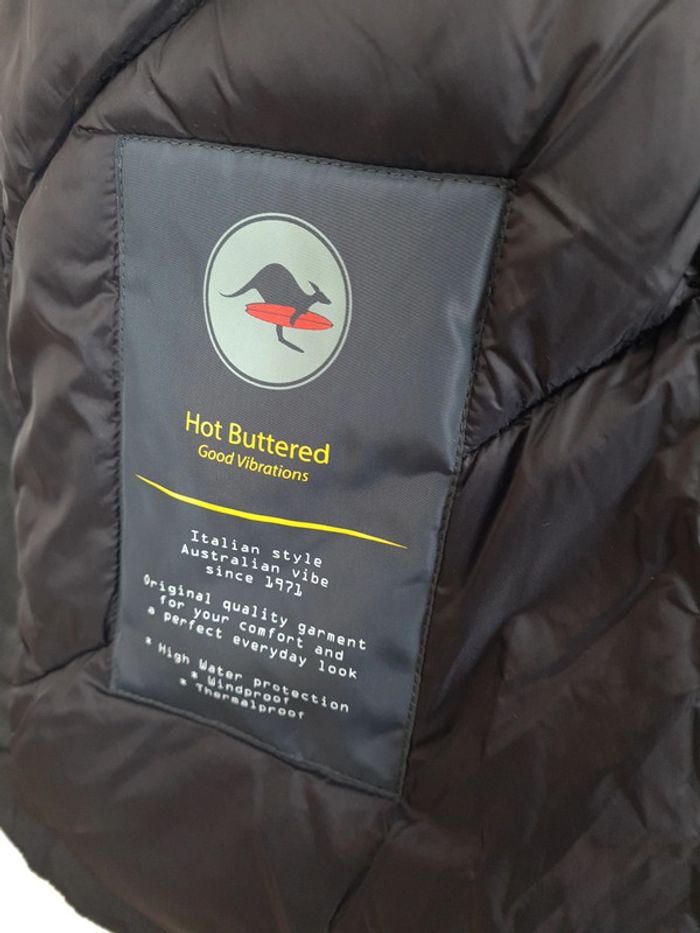 Hot Buttered
Good Vibrations
Italian style
Australian vibe
since 1971
Original quality garment
for your comfort and
a perfect everyday look
* High Water protection
* Windproof
* Thermalproof